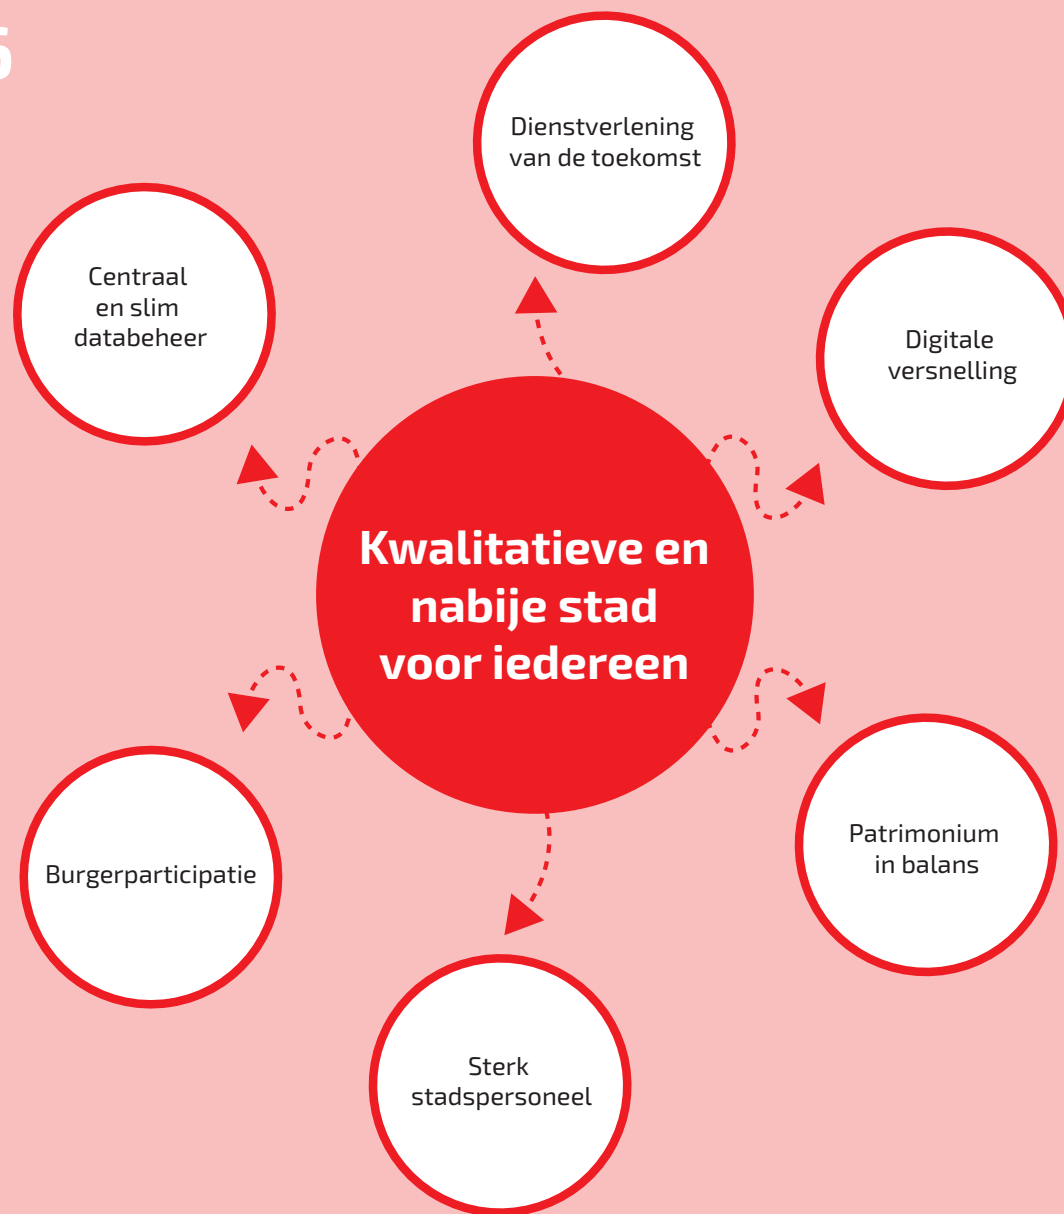 Dienstverlening
van de toekomst
Centraal
en slim
databeheer
Digitale
versnelling
Kwalitatieve en
nabije stad
voor iedereen
Patrimonium
in balans
Burgerparticipatie
Sterk
stadspersoneel